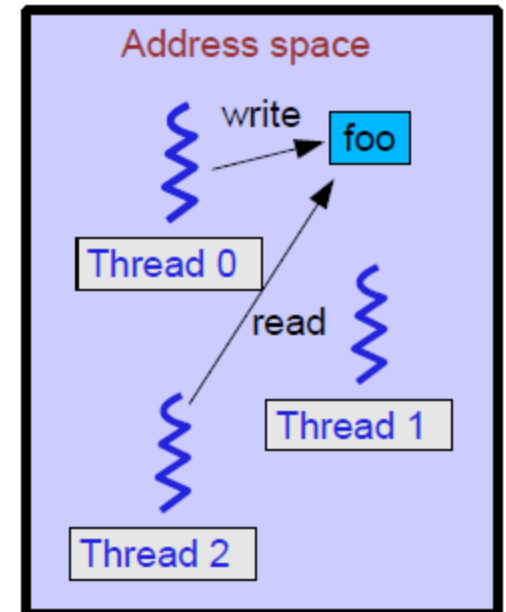 Address space
write
foo
Thread 0
read
Thread 1
Thread 2